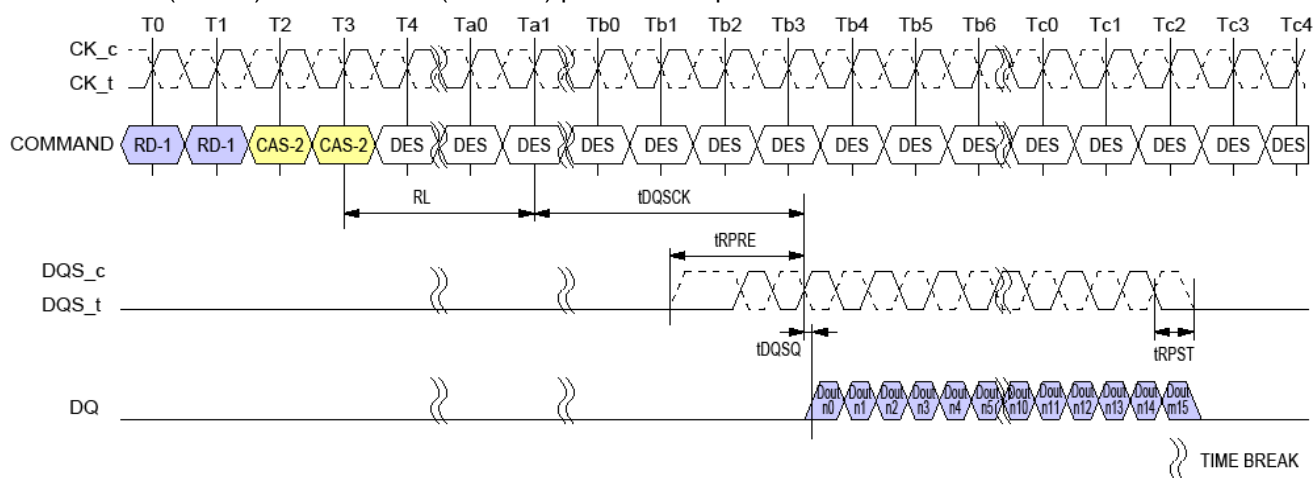 T0 T1 T2 T3 T4 Ta0 Ta1 Tb0 Tb1 Tb2 Tb3 Tb4 Tb5 Tb6 Tc0 Tc1 Tc2 Tc3 Tc4
CK_c
CK_t
COMMAND RD-1 RD-1 CAS-2 CAS-2 DES DES DES DES DES DES DES DES DES DES DES DES DES DES DES
RL tDQSCK
tRPRE
DQS_c
DQS_t
tDQSQ tRPST
DQ Dout n0 Dout n1 Dout n2 Dout n3 Dout n4 Dout n5 Dout n10 Dout n11 Dout n12 Dout n13 Dout n14 Dout m15
TIME BREAK